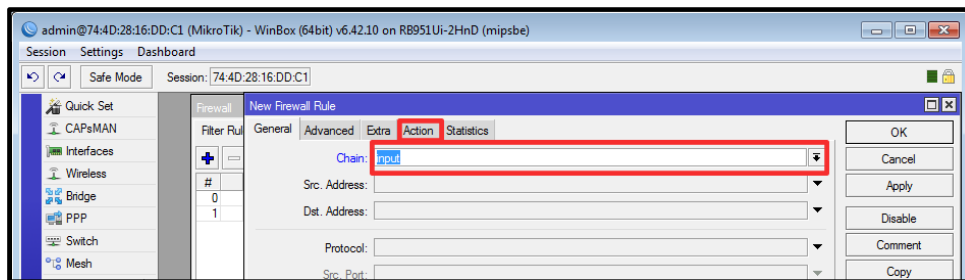 admin@74:4D:28:16:DD:C1 (MikroTik) - WinBox (64bit) v6.42.10 on RB951Ui-2HnD (mipsbe)
Session Settings Dashboard
Safe Mode Session: 74:4D:28:16:DD:C1
Quick Set
CAPsMAN
Interfaces
Wireless
Bridge
PPP
Switch
Mesh
Firewall
Filter Rul
#
0
1
New Firewall Rule
General Advanced Extra Action Statistics
Chain: input
Src. Address:
Dst. Address:
Protocol:
Src. Port:
OK
Cancel
Apply
Disable
Comment
Copy